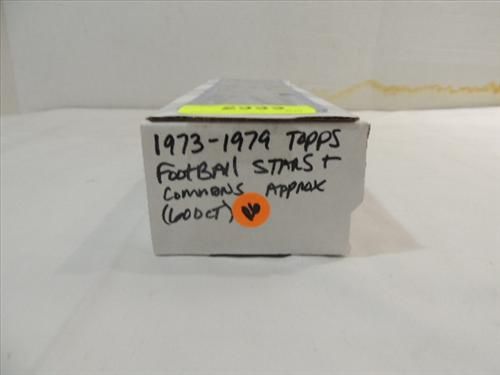 1973-1979 TOPPS
FOOTBALL STARS +
COMMONS APPROX
(600CT)